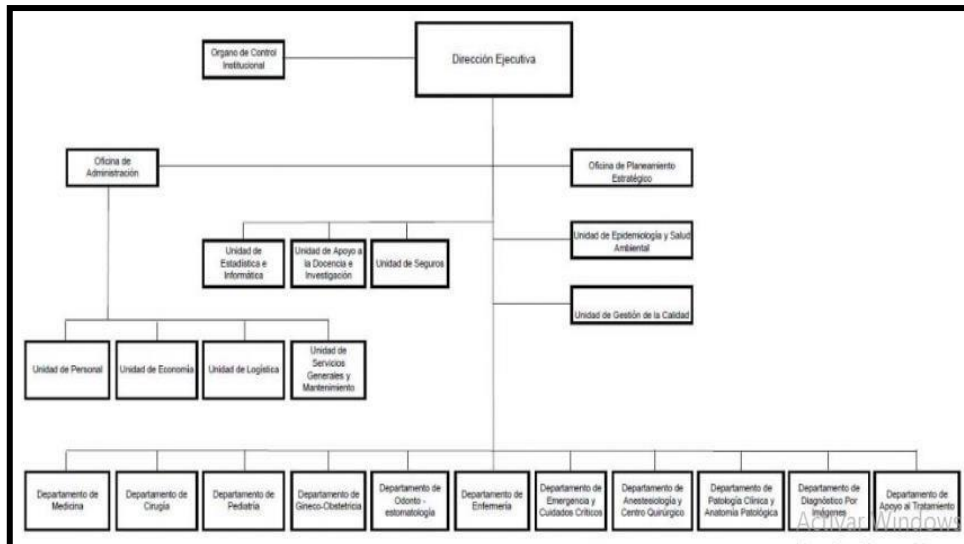 Organo de Control
Institucional
Dirección Ejecutiva
Oficina de
Administración
Oficina de Planeamiento
Estratégico
Unidad de Epidemiología y Salud
Ambiental
Unidad de
Estadística e
Informática
Unidad de Apoyo a
la Docencia e
Investigación
Unidad de Seguros
Unidad de Gestión de la Calidad
Unidad de Personal
Unidad de Economía
Unidad de Logística
Unidad de
Servicios
Generales y
Mantenimiento
Departamento de
Medicina
Departamento de
Cirugía
Departamento de
Pediatría
Departamento de
Gineco-Obstetricia
Departamento de
Odonto -
estomatología
Departamento de
Enfermería
Departamento de
Emergencia y
Cuidados Críticos
Departamento de
Anestesiología y
Centro Quirúrgico
Departamento de
Patología Clínica y
Anatomía Patológica
Departamento de
Diagnóstico Por
Imágenes
Departamento de
Apoyo al Tratamiento
Activar Windows